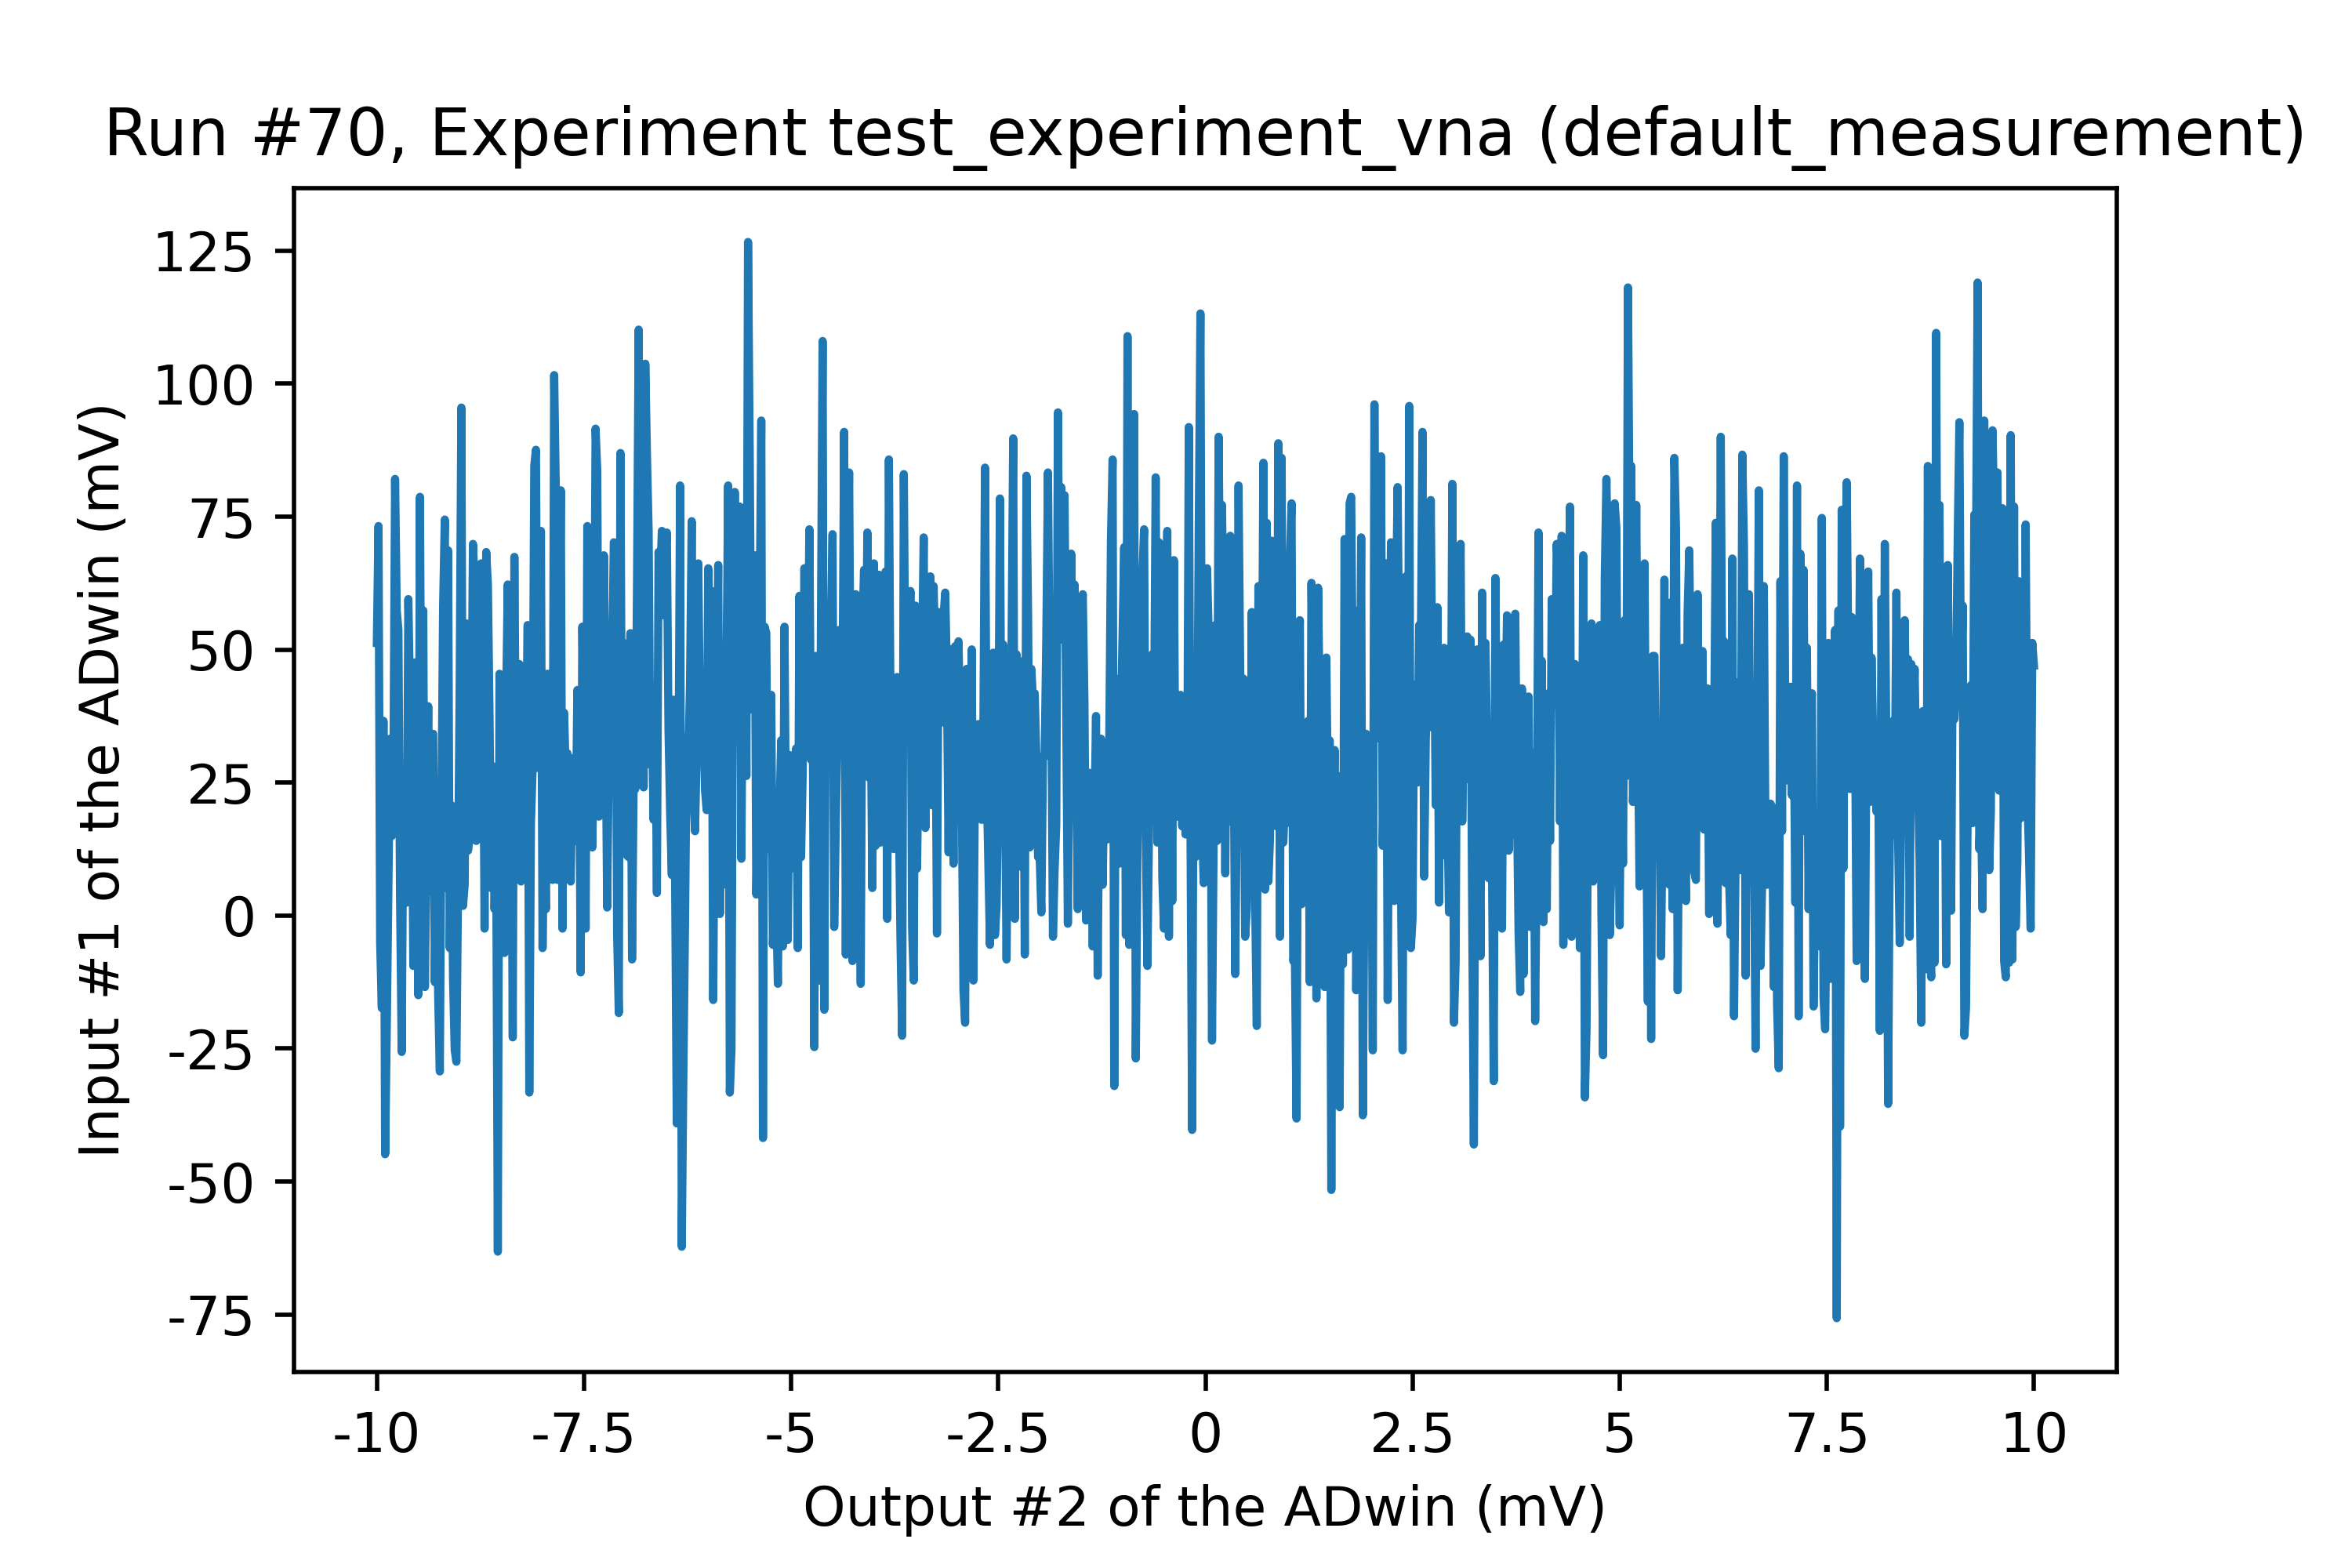 Run #70, Experiment test_experiment_vna (default_measurement)
Input #1 of the ADwin (mV)
125
100
75
50
25
0
-25
-50
-75
-10 -7.5 -5 -2.5 0 2.5 5 7.5 10
Output #2 of the ADwin (mV)